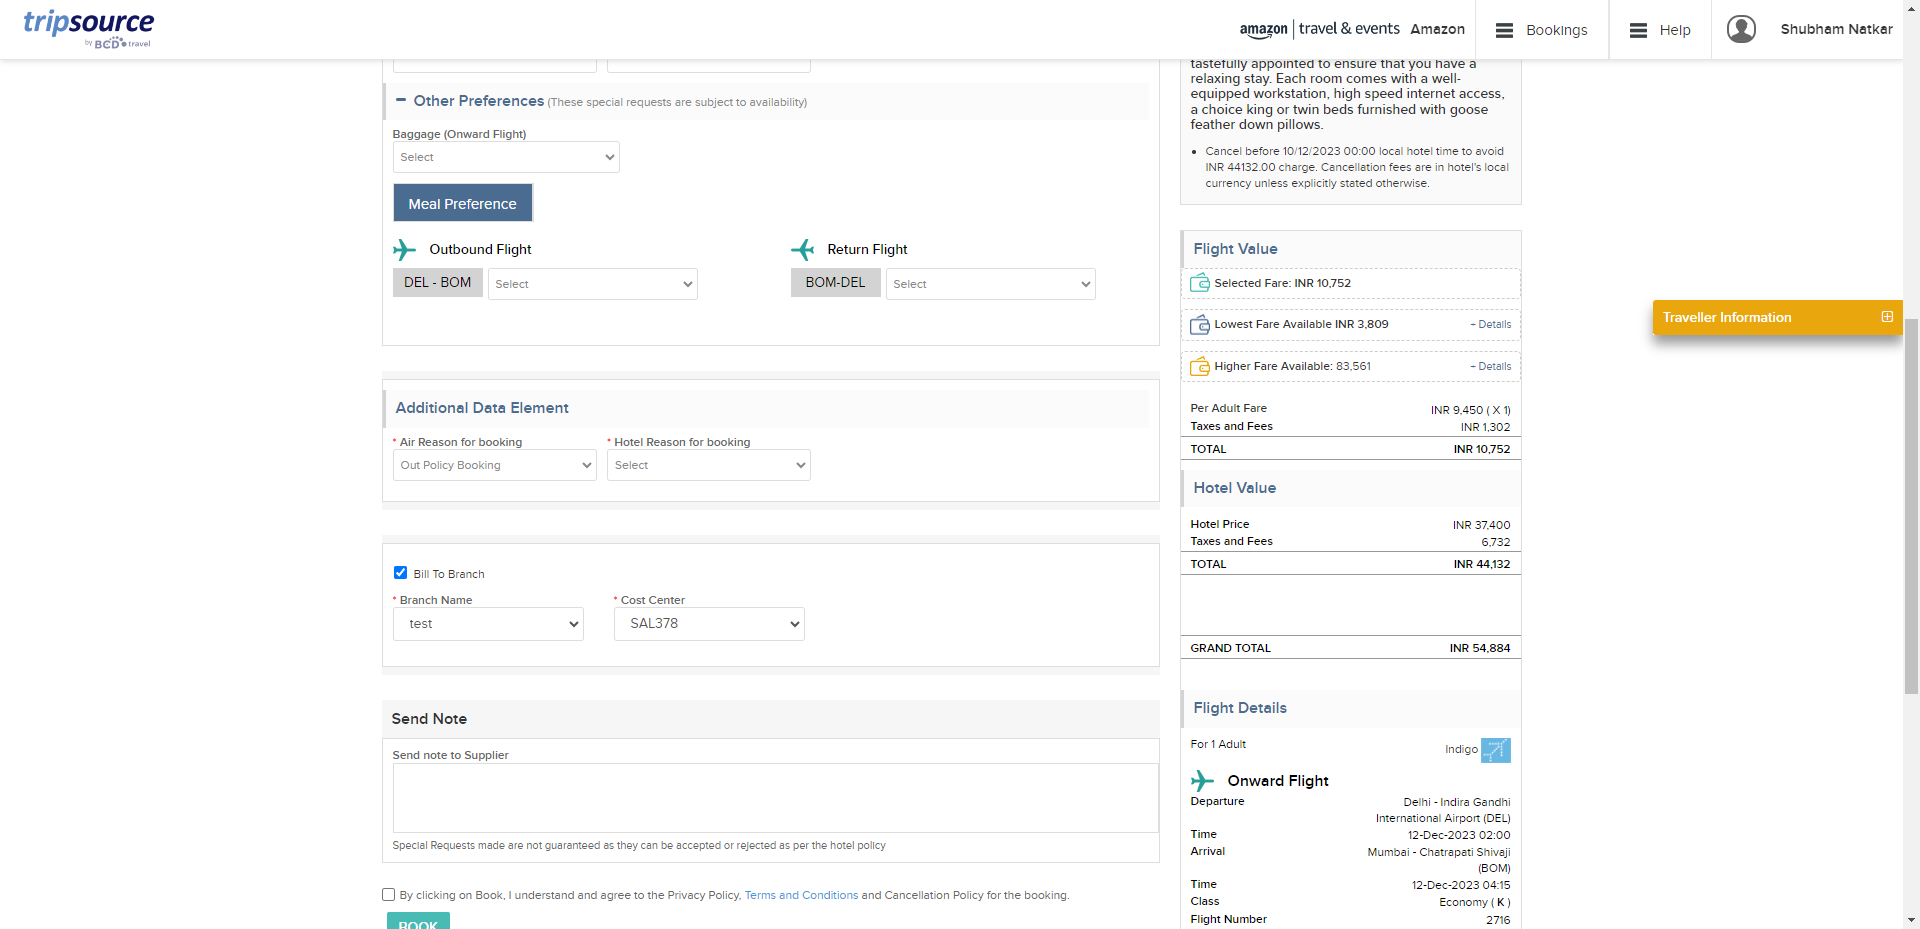 tripsource
by BCD travel
amazon | travel & events Amazon
Bookings
Help
Shubham Natkar
Other Preferences (These special requests are subject to availability)
Baggage (Onward Flight)
Select
Meal Preference
Outbound Flight
DEL - BOM
Select
Return Flight
BOM-DEL
Select
Additional Data Element
* Air Reason for booking
Out Policy Booking
* Hotel Reason for booking
Select
Bill To Branch
* Branch Name
test
* Cost Center
SAL378
Send Note
Send note to Supplier
Special Requests made are not guaranteed as they can be accepted or rejected as per the hotel policy
By clicking on Book, I understand and agree to the Privacy Policy, Terms and Conditions and Cancellation Policy for the booking.
BOOK
tastefully appointed to ensure that you have a
relaxing stay. Each room comes with a well-
equipped workstation, high speed internet access,
a choice king or twin beds furnished with goose
feather down pillows.
• Cancel before 10/12/2023 00:00 local hotel time to avoid
INR 44132.00 charge. Cancellation fees are in hotel's local
currency unless explicitly stated otherwise.
Flight Value
Selected Fare: INR 10,752
Lowest Fare Available INR 3,809 + Details
Higher Fare Available: 83,561 + Details
Per Adult Fare INR 9,450 ( X 1)
Taxes and Fees INR 1,302
TOTAL INR 10,752
Hotel Value
Hotel Price INR 37,400
Taxes and Fees 6,732
TOTAL INR 44,132
GRAND TOTAL INR 54,884
Flight Details
For 1 Adult Indigo
Onward Flight
Departure Delhi - Indira Gandhi
International Airport (DEL)
Time 12-Dec-2023 02:00
Arrival Mumbai - Chatrapati Shivaji
(BOM)
Time 12-Dec-2023 04:15
Class Economy ( K )
Flight Number 2716
Traveller Information